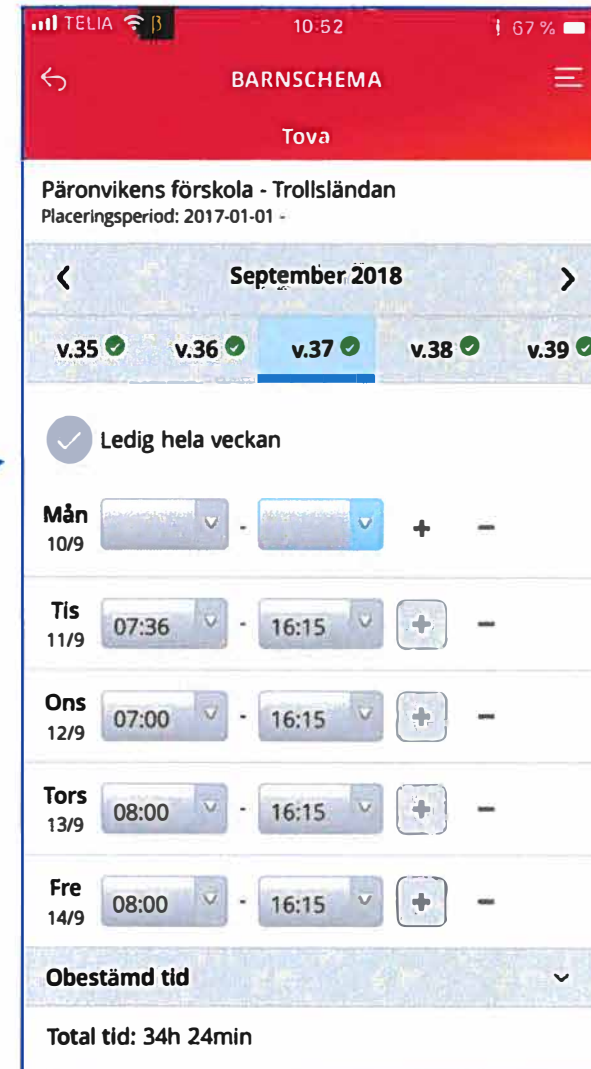 TELIA β 10:52 67 %
BARNSCHEMA
Tova
Päronvikens förskola - Trollsländan
Placeringsperiod: 2017-01-01 -
September 2018
v.35 v.36 v.37 v.38 v.39
Ledig hela veckan
Mån - + -
10/9
Tis 07:36 - 16:15 + -
11/9
Ons 07:00 - 16:15 + -
12/9
Tors 08:00 - 16:15 + -
13/9
Fre 08:00 - 16:15 + -
14/9
Obestämd tid
Total tid: 34h 24min